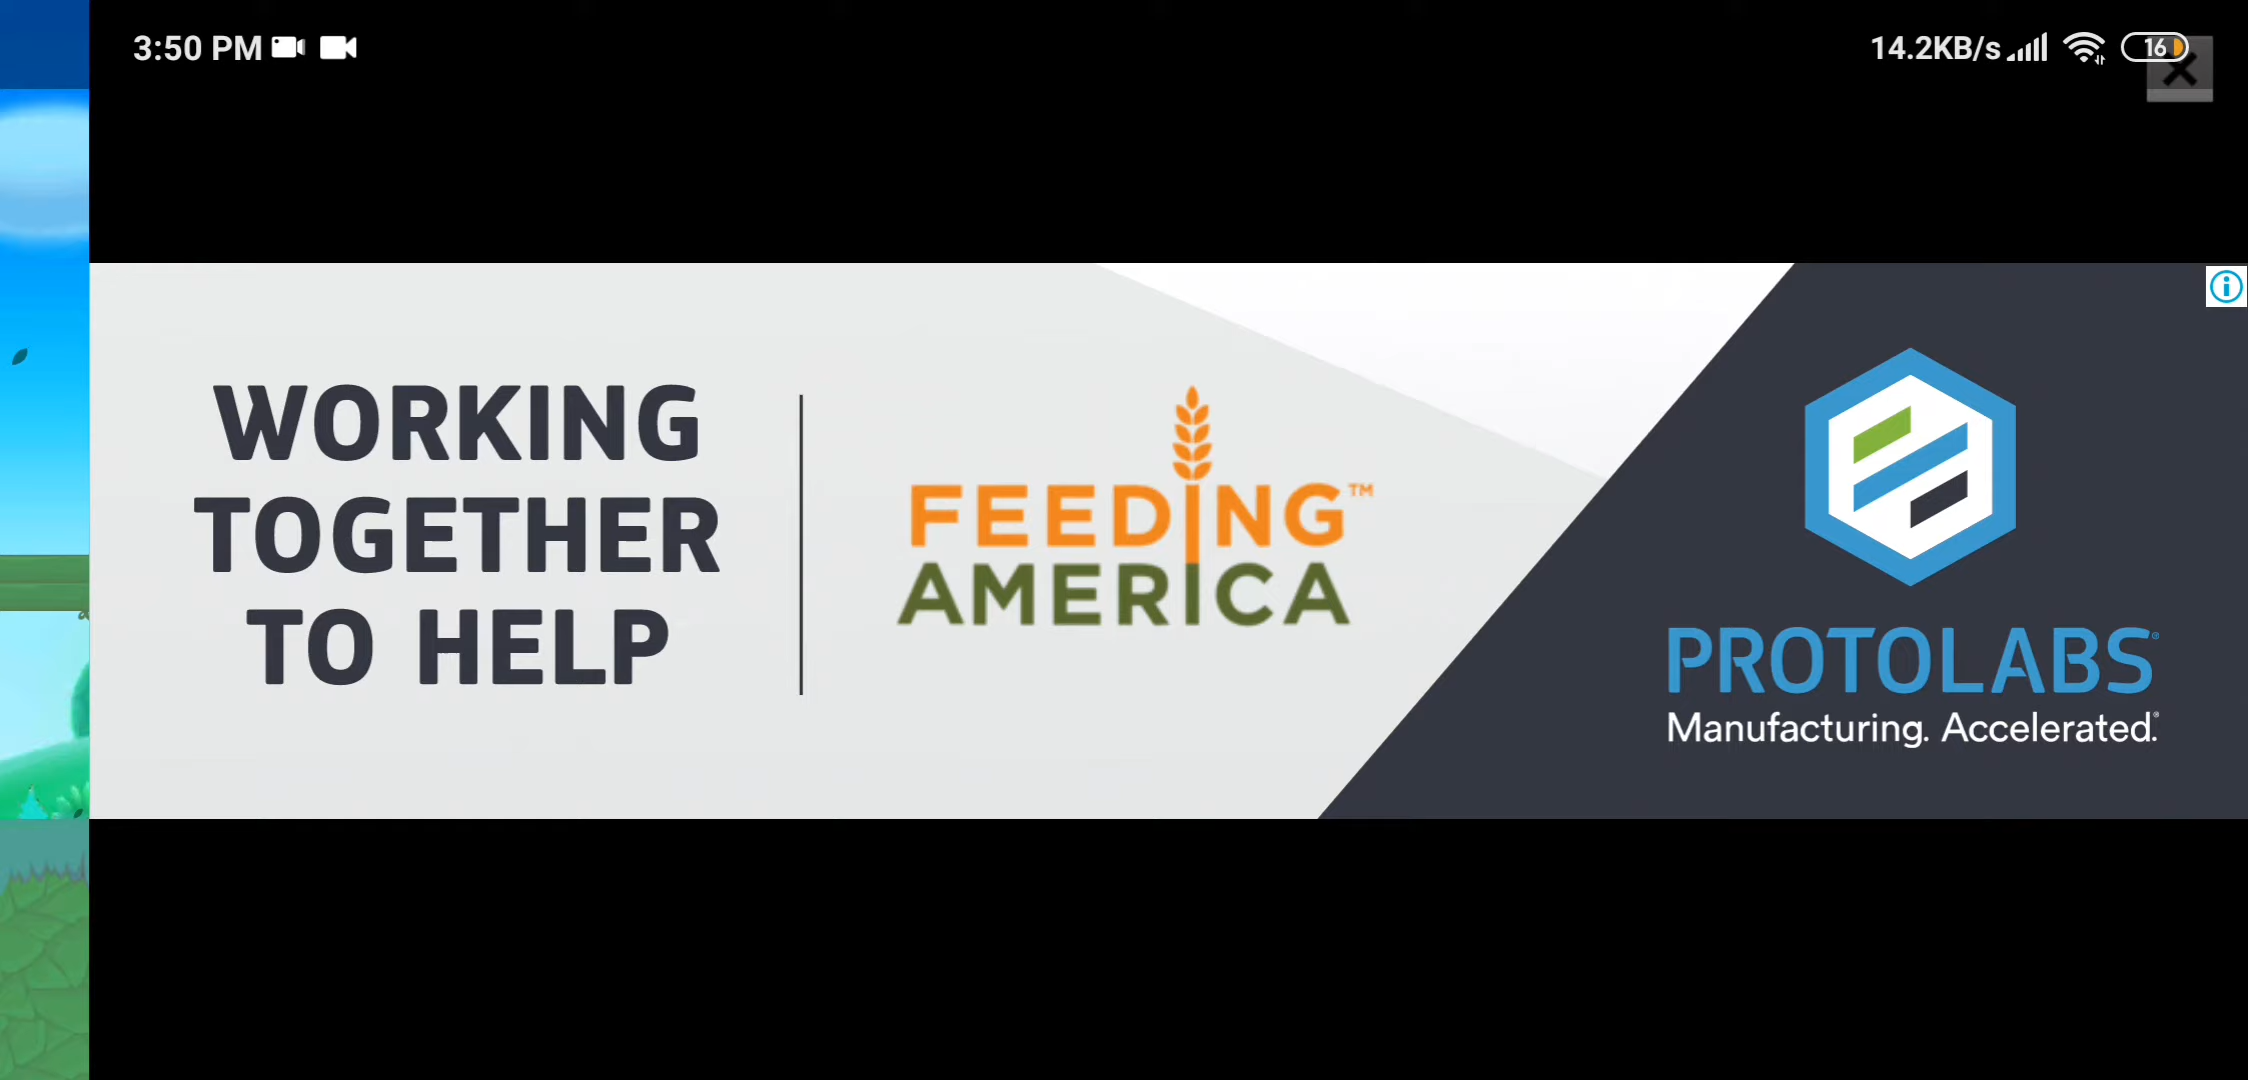 3:50 PM
14.2KB/s
16
WORKING
TOGETHER
TO HELP
FEEDING™
AMERICA
PROTOLABS®
Manufacturing. Accelerated.®